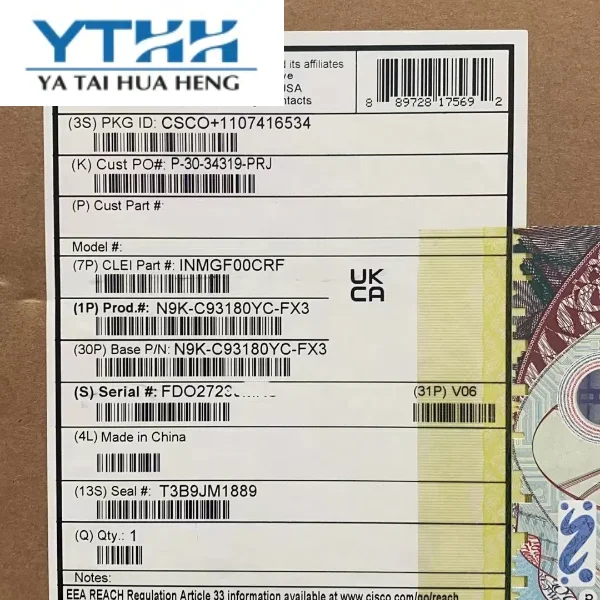 YTHH
YA TAI HUA HENG
d its affiliates
ve
USA
ntacts
8 89728 17569 2
(3S) PKG ID: CSCO+1107416534
(K) Cust PO#: P-30-34319-PRJ
(P) Cust Part #:
Model #:
(7P) CLEI Part #: INMGF00CRF
UK
CA
(1P) Prod.#: N9K-C93180YC-FX3
(30P) Base P/N: N9K-C93180YC-FX3
(S) Serial #: FDO272
(31P) V06
(4L) Made in China
(13S) Seal #: T3B9JM1889
(Q) Qty.: 1
Notes:
EEA REACH Regulation Article 33 information available at www.cisco.com/go/reach